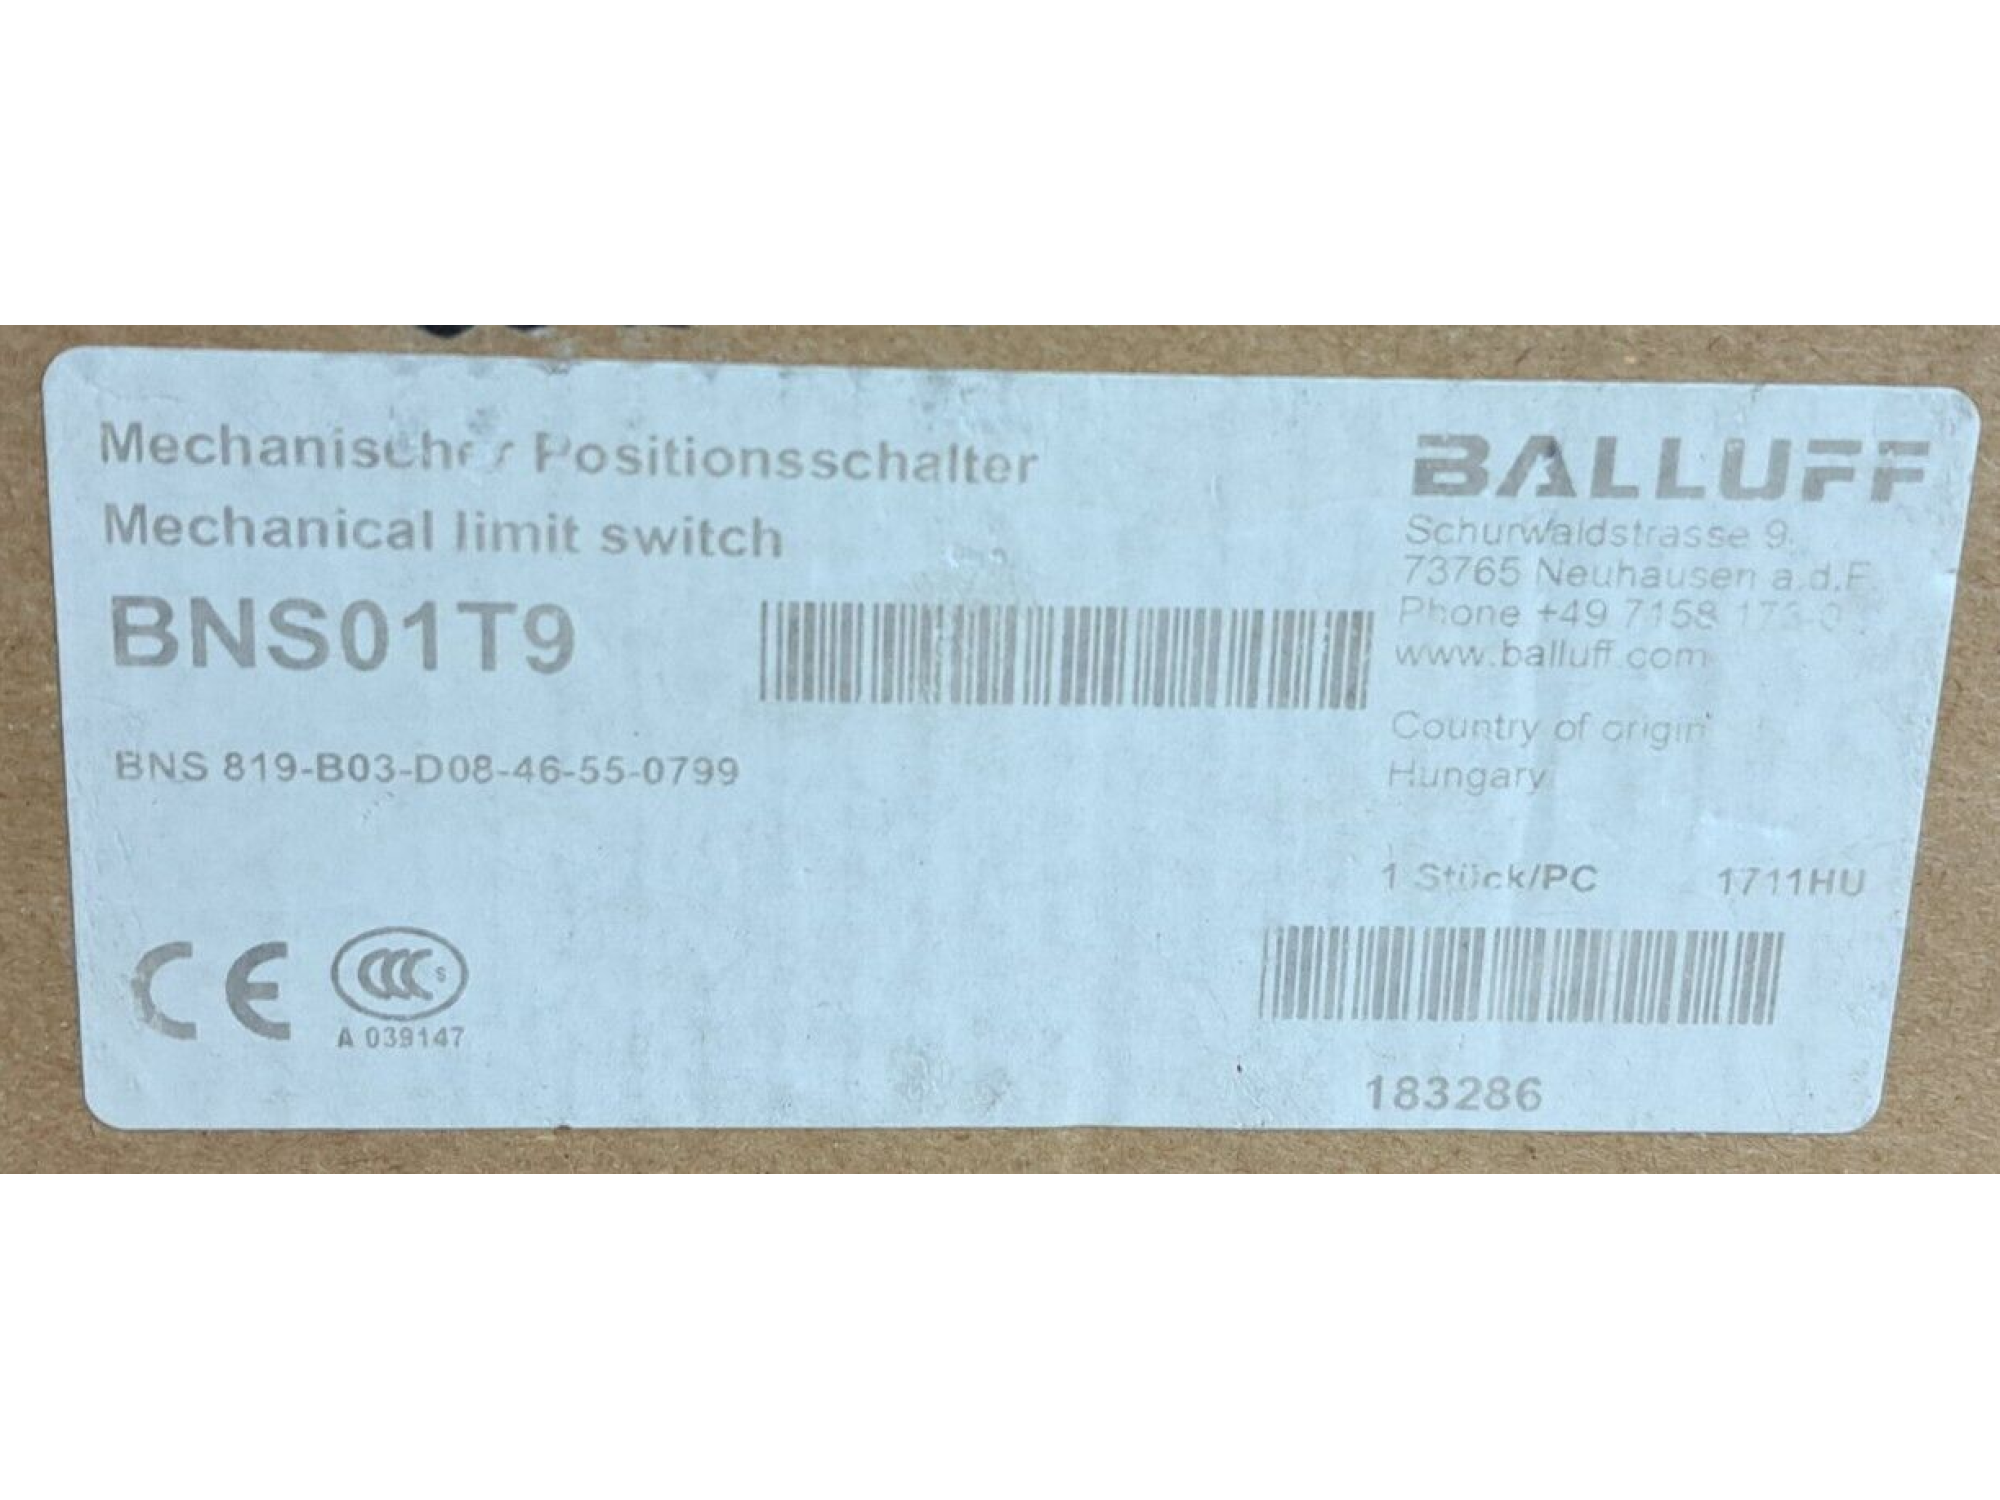 Mechanischer Positionsschalter
Mechanical limit switch
BNS01T9
BNS 819-B03-D08-46-55-0799
CE
CCC S
A 039147
BALLUFF
Schurwaldstrasse 9,
73765 Neuhausen a.d.F.
Phone +49 7158 173-0
www.balluff.com
Country of origin
Hungary
1 Stück/PC 1711HU
183286